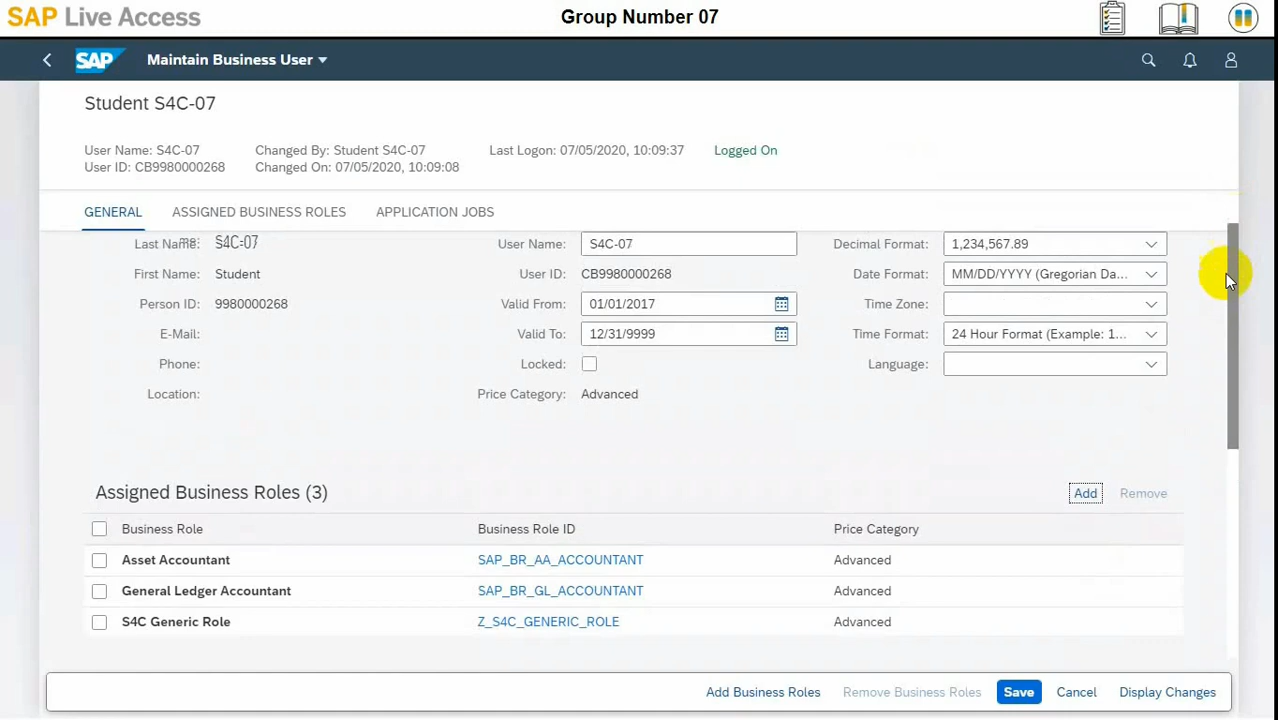 SAP Live Access
Group Number 07
SAP Maintain Business User
Student S4C-07
User Name: S4C-07 Changed By: Student S4C-07 Last Logon: 07/05/2020, 10:09:37 Logged On
User ID: CB9980000268 Changed On: 07/05/2020, 10:09:08
GENERAL ASSIGNED BUSINESS ROLES APPLICATION JOBS
Last Name: S4C-07 User Name: S4C-07 Decimal Format: 1,234,567.89
First Name: Student User ID: CB9980000268 Date Format: MM/DD/YYYY (Gregorian Da...
Person ID: 9980000268 Valid From: 01/01/2017 Time Zone:
E-Mail: Valid To: 12/31/9999 Time Format: 24 Hour Format (Example: 1...
Phone: Locked: Language:
Location: Price Category: Advanced
Assigned Business Roles (3) Add Remove
Business Role Business Role ID Price Category
Asset Accountant SAP_BR_AA_ACCOUNTANT Advanced
General Ledger Accountant SAP_BR_GL_ACCOUNTANT Advanced
S4C Generic Role Z_S4C_GENERIC_ROLE Advanced
Add Business Roles Remove Business Roles Save Cancel Display Changes